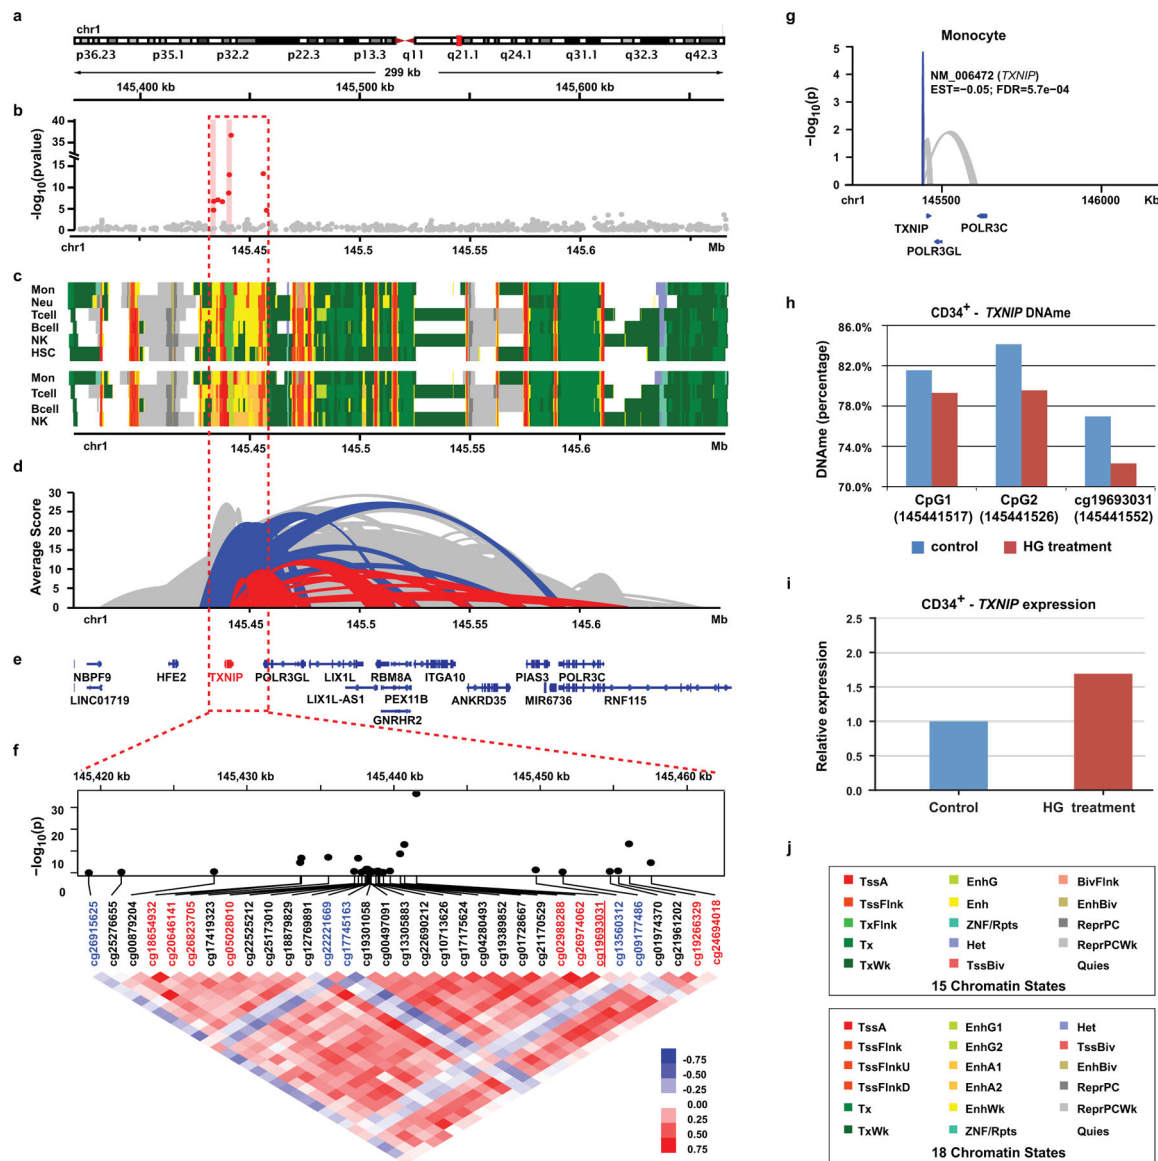 a
chr1
p36.23 p35.1 p32.2 p22.3 p13.3 q11 q21.1 q24.1 q31.1 q32.3 q42.3
299 kb
145,400 kb 145,500 kb 145,600 kb
b
-log10(pvalue)
40
35
15
10
5
0
chr1 145.45 145.5 145.55 145.6 Mb
c
Mon
Neu
Tcell
Bcell
NK
HSC
Mon
Tcell
Bcell
NK
chr1 145.45 145.5 145.55 145.6 Mb
d
Average Score
30
25
20
15
10
5
0
chr1 145.45 145.5 145.55 145.6 Mb
e
NBPF9 HFE2 TXNIP POLR3GL LIX1L RBM8A ITGA10 PIAS3 POLR3C
LINC01719 LIX1L-AS1 PEX11B ANKRD35 MIR6736 RNF115
GNRHR2
f
145,420 kb 145,430 kb 145,440 kb 145,450 kb 145,460 kb
−log10(p)
30
20
10
0
cg26915625
cg25276655
cg00879204
cg18654932
cg20646141
cg26823705
cg17419323
cg05028010
cg22525212
cg25173010
cg18879829
cg12769891
cg22221669
cg17745163
cg19301058
cg00497091
cg13305883
cg22690212
cg10713626
cg17175624
cg04280493
cg19389852
cg01728667
cg21170529
cg02988288
cg26974062
cg19693031
cg13560312
cg09177486
cg01974370
cg21961202
cg19266329
cg24694018
-0.75
-0.50
-0.25
0.00
0.25
0.50
0.75
g
Monocyte
−log10(p)
5
4
3
2
1
0
NM_006472 (TXNIP)
EST=−0.05; FDR=5.7e−04
chr1 145500 146000 Kb
TXNIP POLR3C
POLR3GL
h
CD34+ - TXNIP DNAme
DNAme (percentage)
86.0%
82.0%
78.0%
74.0%
70.0%
CpG1 CpG2 cg19693031
(145441517) (145441526) (145441552)
control HG treatment
i
CD34+ - TXNIP expression
Relative expression
2.5
2.0
1.5
1.0
0.5
0.0
Control HG treatment
j
TssA EnhG BivFlnk
TssFlnk Enh EnhBiv
TxFlnk ZNF/Rpts ReprPC
Tx Het ReprPCWk
TxWk TssBiv Quies
15 Chromatin States
TssA EnhG1 Het
TssFlnk EnhG2 TssBiv
TssFlnkU EnhA1 EnhBiv
TssFlnkD EnhA2 ReprPC
Tx EnhWk ReprPCWk
TxWk ZNF/Rpts Quies
18 Chromatin States